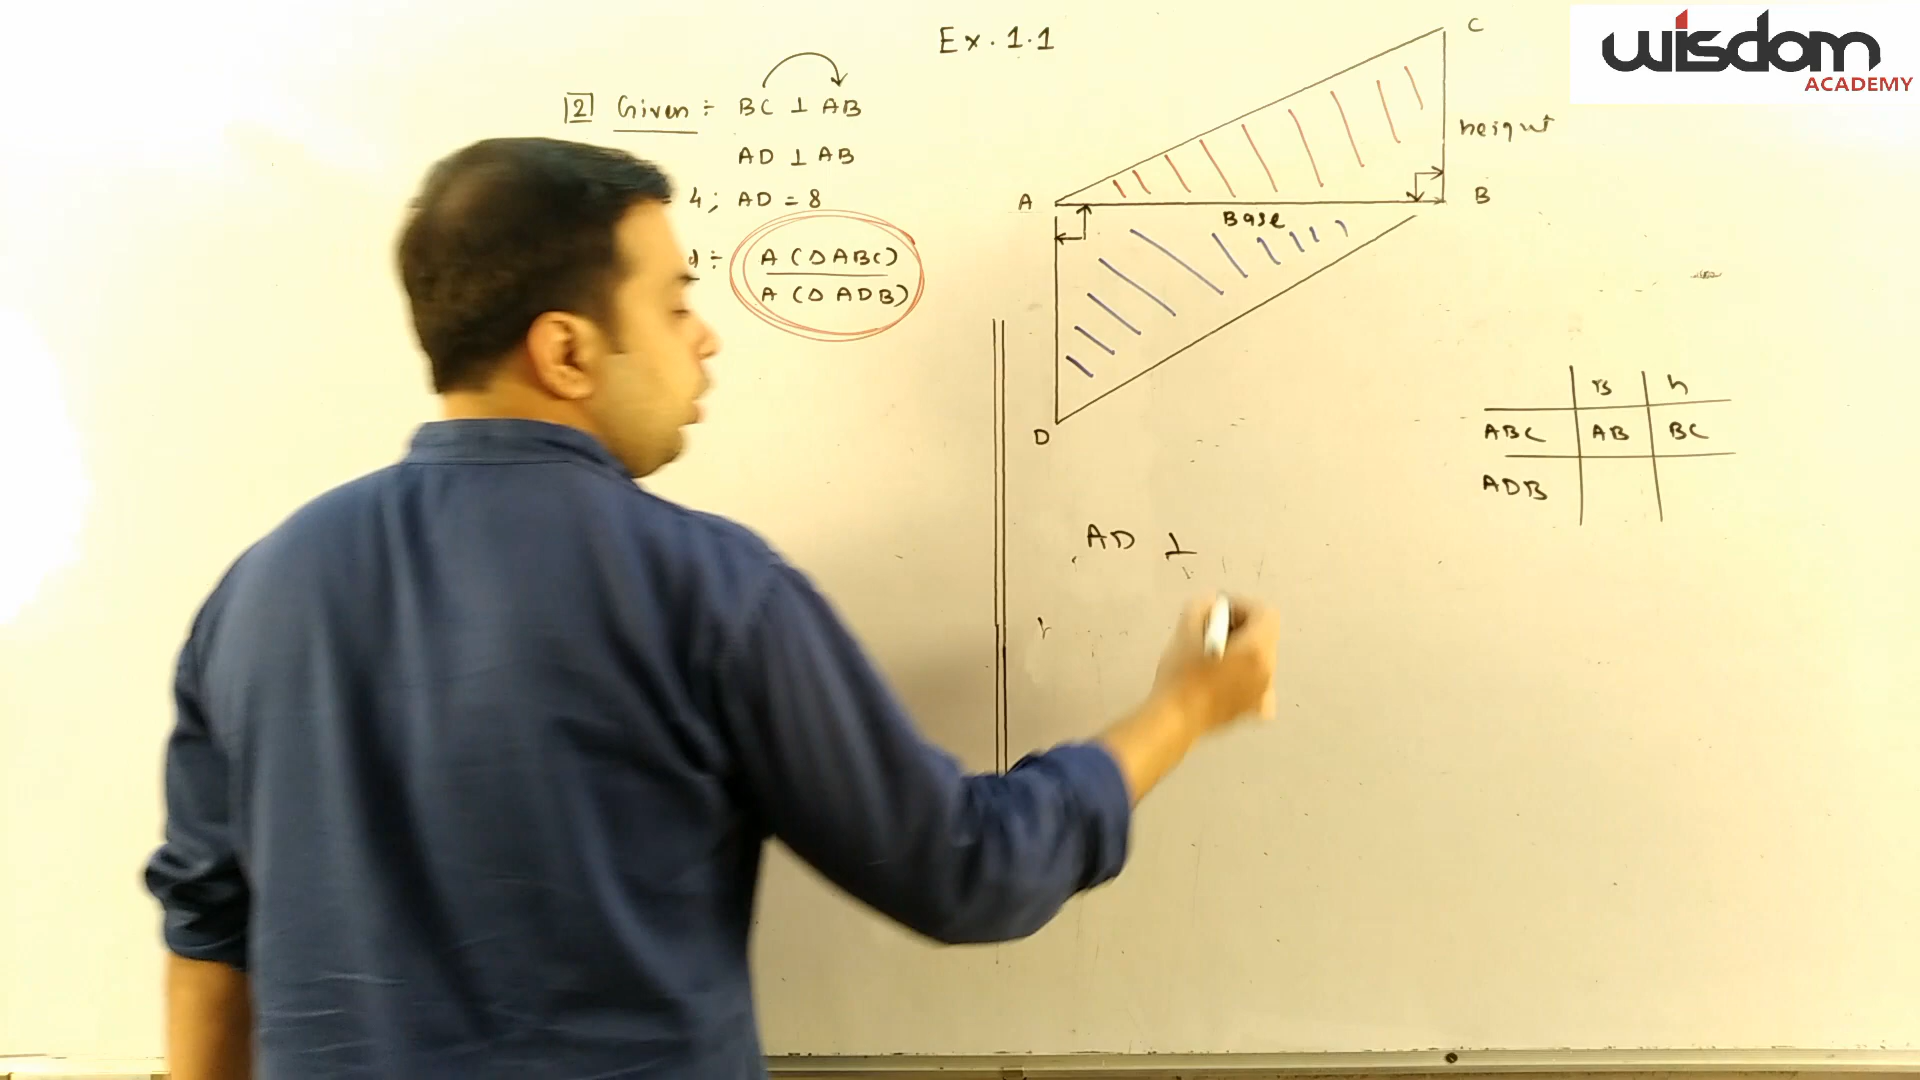 Ex. 1.1
[2] Given ÷ BC ⊥ AB
AD ⊥ AB
4; AD = 8
÷ A (Δ ABC)
A (Δ ADB)
C
height
A
B
Base
D
B h
ABC AB BC
ADB
AD ⊥
wisdom
ACADEMY